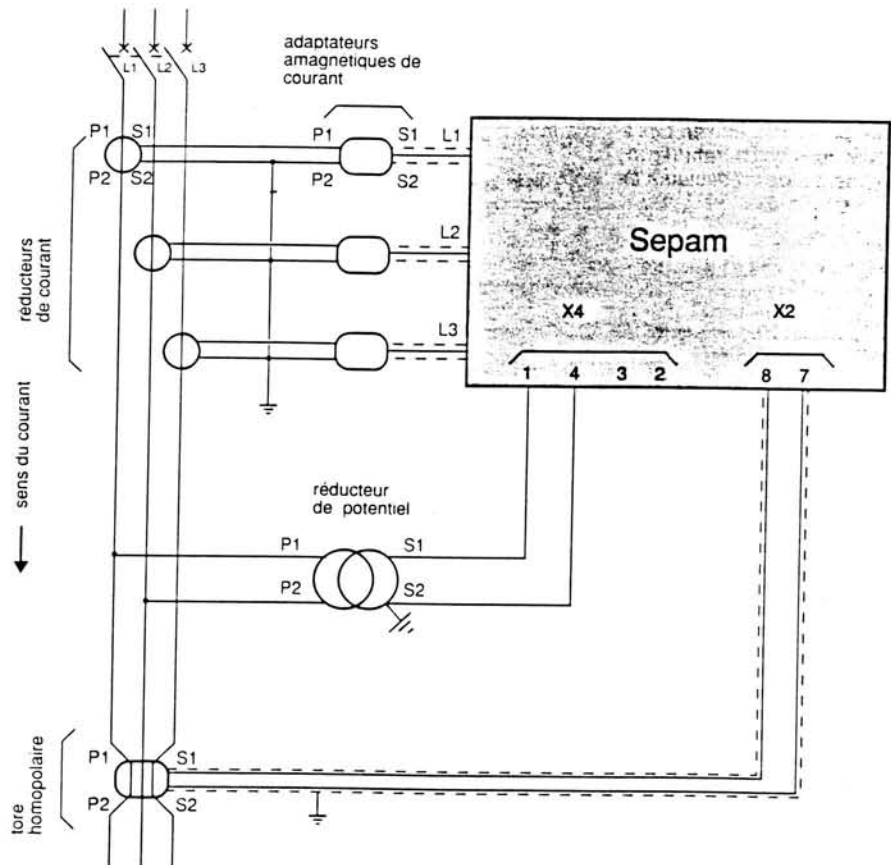 adaptateurs
amagnetiques de
courant
L1 L2 L3
P1 S1
P2 S2
P1 S1 L1
P2 S2
L2
L3
Sepam
X4 X2
1 4 3 2 8 7
réducteurs
de courant
sens du courant
réducteur
de potentiel
P1 S1
P2 S2
P1 S1
P2 S2
tore
homopolaire